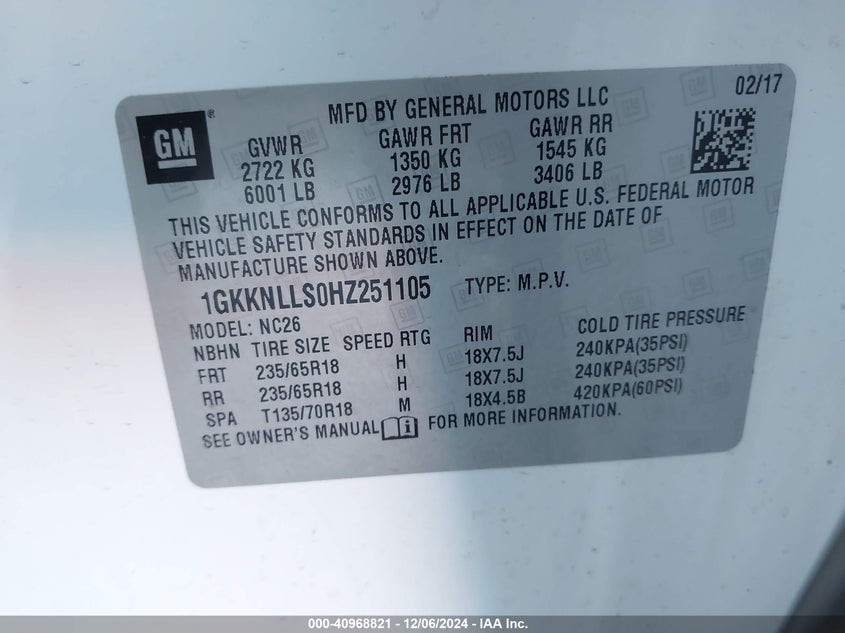 02/17
MFD BY GENERAL MOTORS LLC
GM®
GVWR GAWR FRT GAWR RR
2722 KG 1350 KG 1545 KG
6001 LB 2976 LB 3406 LB
THIS VEHICLE CONFORMS TO ALL APPLICABLE U.S. FEDERAL MOTOR
VEHICLE SAFETY STANDARDS IN EFFECT ON THE DATE OF
MANUFACTURE SHOWN ABOVE.
1GKKNLLS0HZ251105 TYPE: M.P.V.
MODEL: NC26
NBHN TIRE SIZE SPEED RTG RIM COLD TIRE PRESSURE
FRT 235/65R18 H 18X7.5J 240KPA(35PSI)
RR 235/65R18 H 18X7.5J 240KPA(35PSI)
SPA T135/70R18 M 18X4.5B 420KPA(60PSI)
SEE OWNER'S MANUAL FOR MORE INFORMATION.
000-40968821 - 12/06/2024 - IAA Inc.